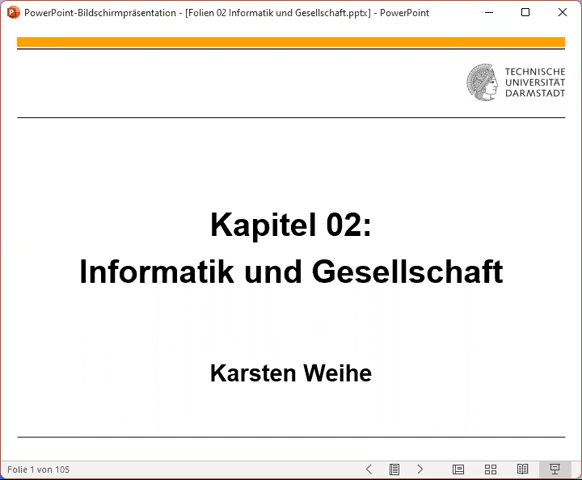 PowerPoint-Bildschirmpräsentation - [Folien 02 Informatik und Gesellschaft.pptx] - PowerPoint
TECHNISCHE
UNIVERSITÄT
DARMSTADT
Kapitel 02:
Informatik und Gesellschaft
Karsten Weihe
Folie 1 von 105